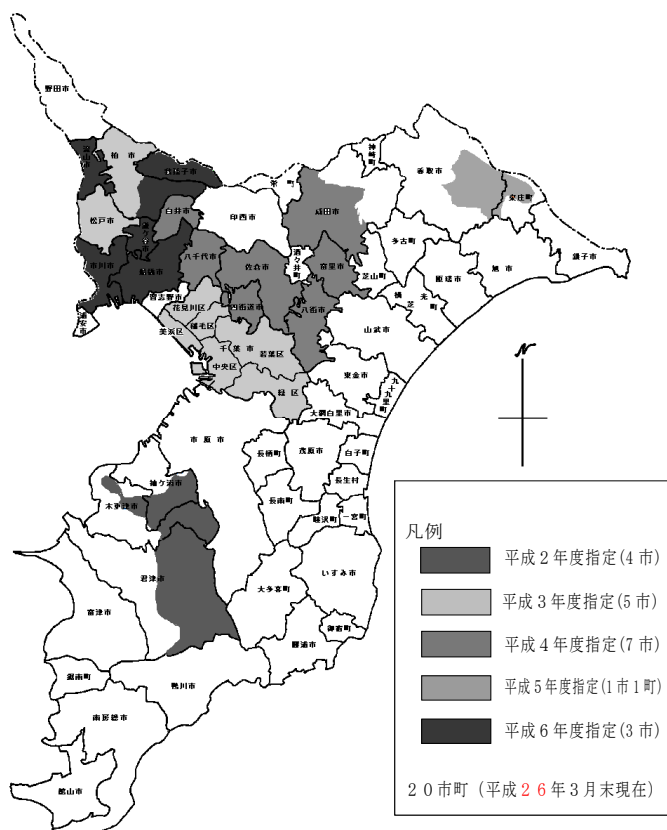 野田市
流山市
柏市
我孫子市
神崎町
香取市
東庄町
松戸市
白井市
印西市
栄町
成田市
銚子市
市川市
船橋市
八千代市
佐倉市
酒々井町
富里市
多古町
芝山町
匝瑳市
旭市
横芝光町
浦安市
習志野市
花見川区
四街道市
八街市
山武市
美浜区
稲毛区
千葉市
若葉区
中央区
緑区
東金市
九十九里町
大網白里市
市原市
長柄町
茂原市
白子町
長生村
袖ケ浦市
木更津市
長南町
睦沢町
一宮町
君津市
大多喜町
いすみ市
富津市
御宿町
勝浦市
鋸南町
鴨川市
南房総市
館山市
N
凡例
平成2年度指定(4市)
平成3年度指定(5市)
平成4年度指定(7市)
平成5年度指定(1市1町)
平成6年度指定(3市)
20市町 (平成26年3月末現在)